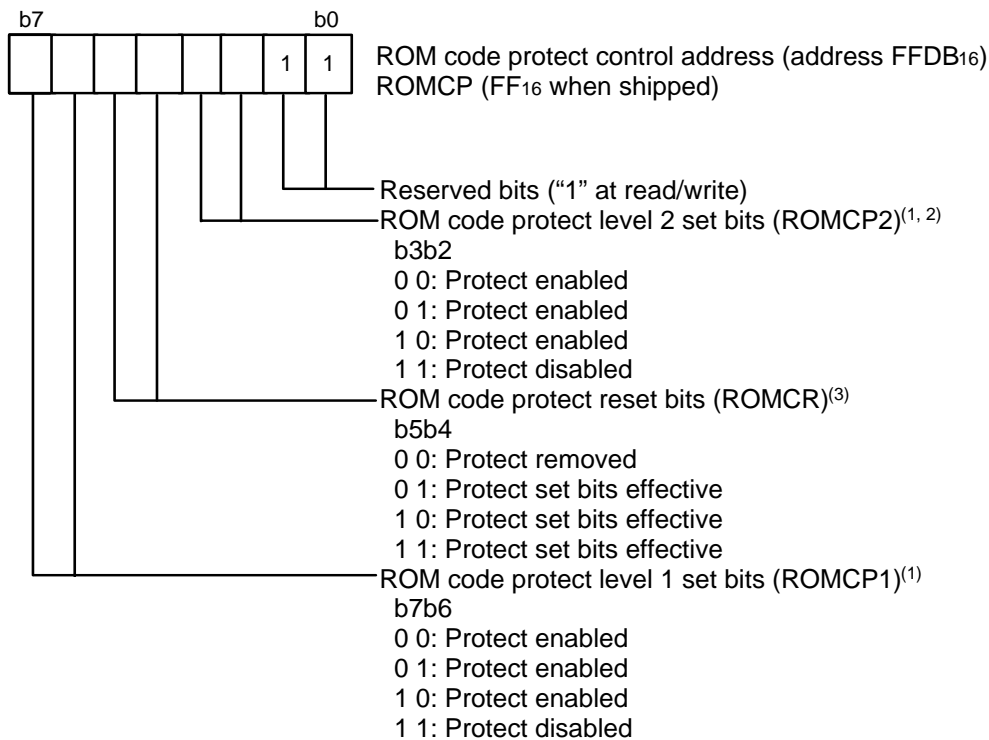 b7 b0
1 1
ROM code protect control address (address FFDB16)
ROMCP (FF16 when shipped)
Reserved bits (“1” at read/write)
ROM code protect level 2 set bits (ROMCP2)(1, 2)
b3b2
0 0: Protect enabled
0 1: Protect enabled
1 0: Protect enabled
1 1: Protect disabled
ROM code protect reset bits (ROMCR)(3)
b5b4
0 0: Protect removed
0 1: Protect set bits effective
1 0: Protect set bits effective
1 1: Protect set bits effective
ROM code protect level 1 set bits (ROMCP1)(1)
b7b6
0 0: Protect enabled
0 1: Protect enabled
1 0: Protect enabled
1 1: Protect disabled